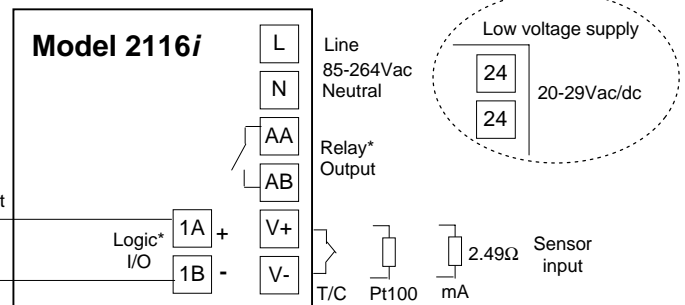 Model 2116i
L
Line
85-264Vac
N
Neutral
AA
Relay*
Output
AB
V+
V-
t
Logic*
I/O
1A
+
1B
-
T/C
Pt100
mA
2.49Ω
Sensor
input
Low voltage supply
24
24
20-29Vac/dc